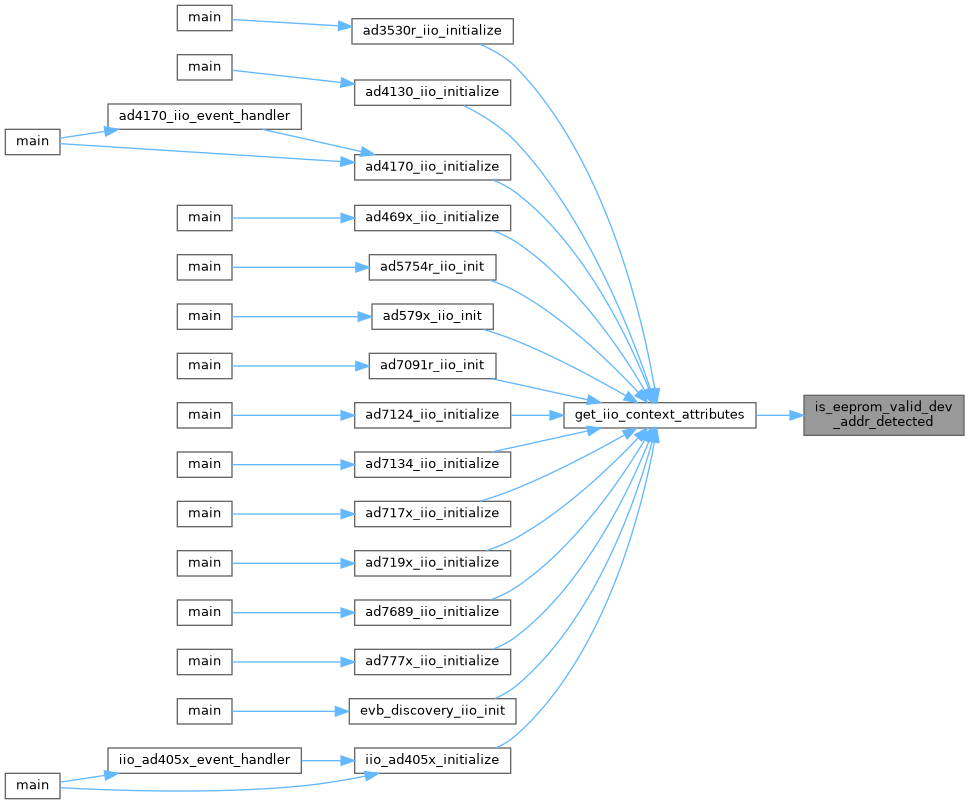 main
ad3530r_iio_initialize
main
ad4130_iio_initialize
ad4170_iio_event_handler
main
ad4170_iio_initialize
main
ad469x_iio_initialize
main
ad5754r_iio_init
main
ad579x_iio_init
main
ad7091r_iio_init
main
ad7124_iio_initialize
get_iio_context_attributes
is_eeprom_valid_dev
_addr_detected
main
ad7134_iio_initialize
main
ad717x_iio_initialize
main
ad719x_iio_initialize
main
ad7689_iio_initialize
main
ad777x_iio_initialize
main
evb_discovery_iio_init
iio_ad405x_event_handler
iio_ad405x_initialize
main